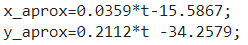 x_aprox=0.0359*t-15.5867;
y_aprox=0.2112*t -34.2579;